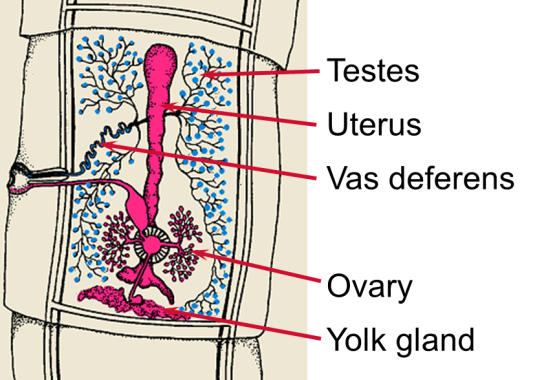 Testes
Uterus
Vas deferens
Ovary
Yolk gland